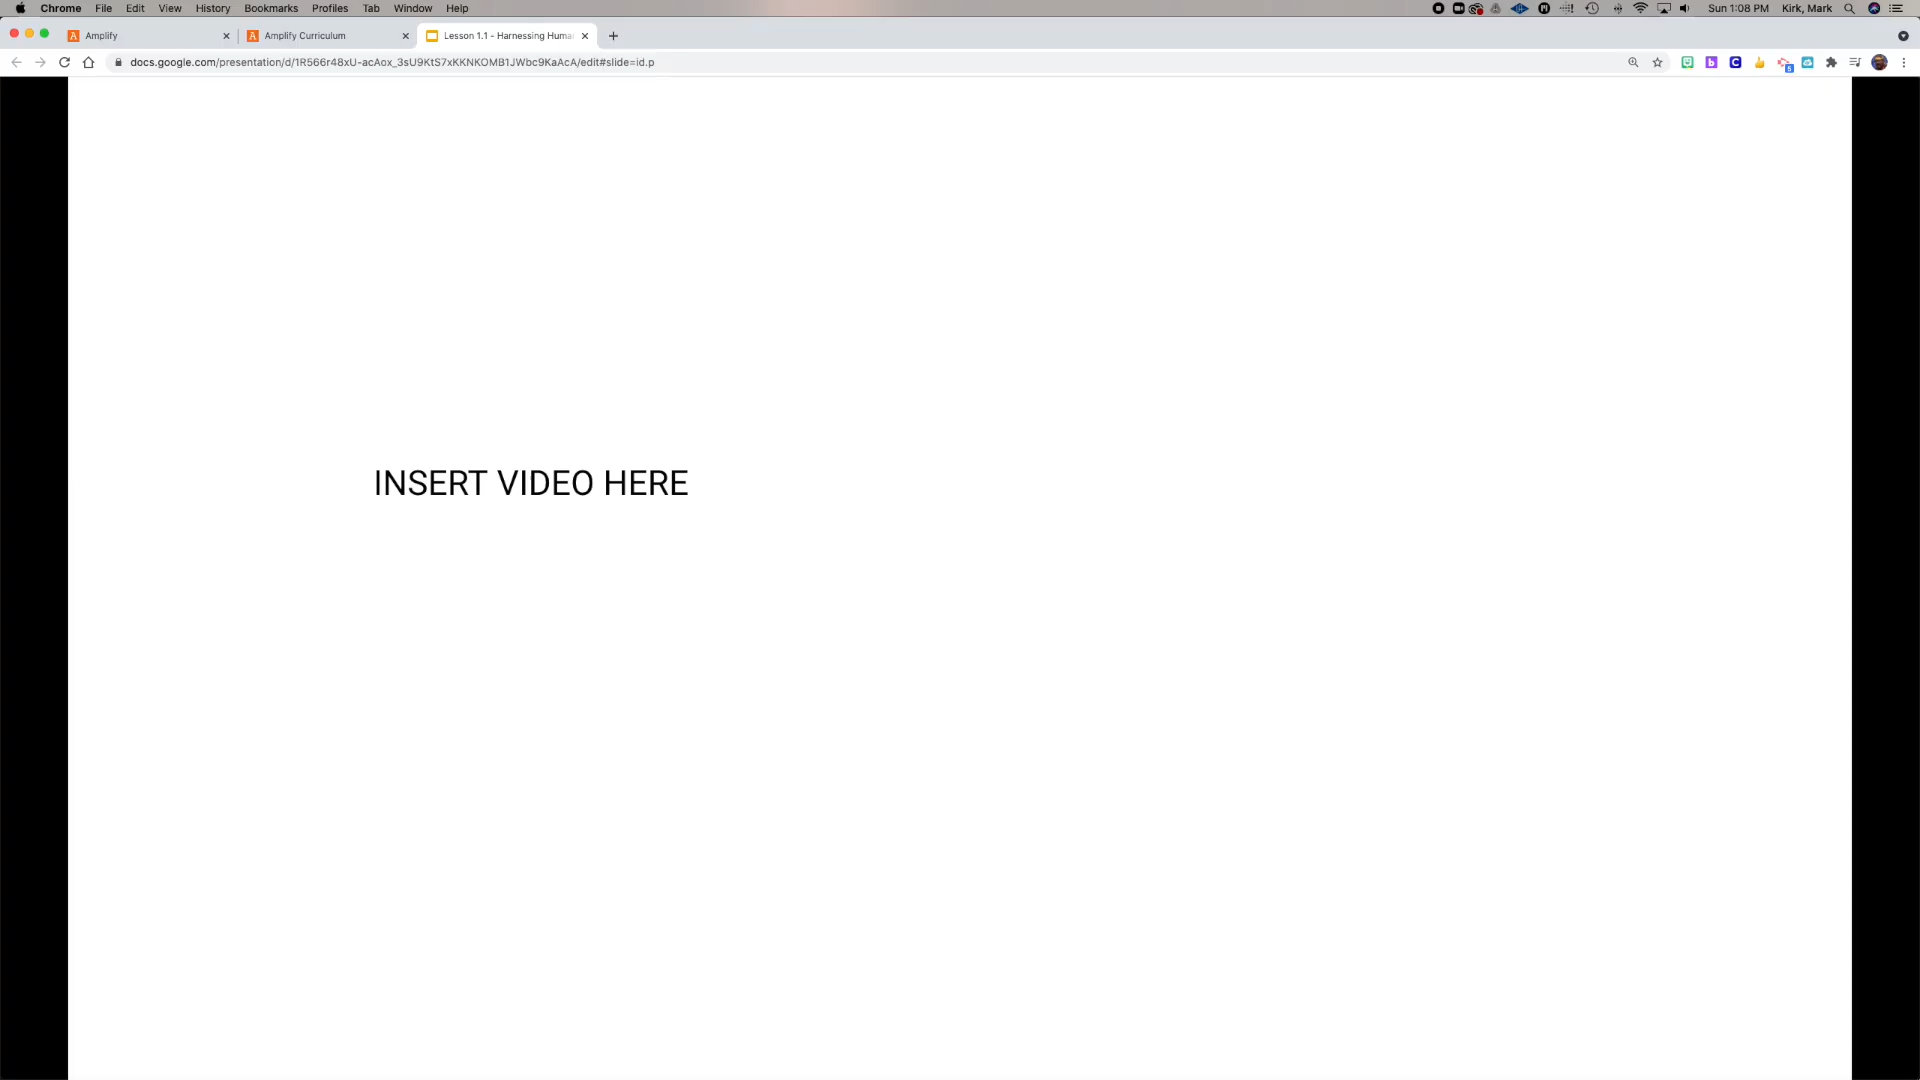 Chrome File Edit View History Bookmarks Profiles Tab Window Help Sun 1:08 PM Kirk, Mark
Amplify Amplify Curriculum Lesson 1.1 - Harnessing Huma
docs.google.com/presentation/d/1R566r48xU-acAox_3sU9KtS7xKKNKOMB1JWbc9KaAcA/edit#slide=id.p
INSERT VIDEO HERE